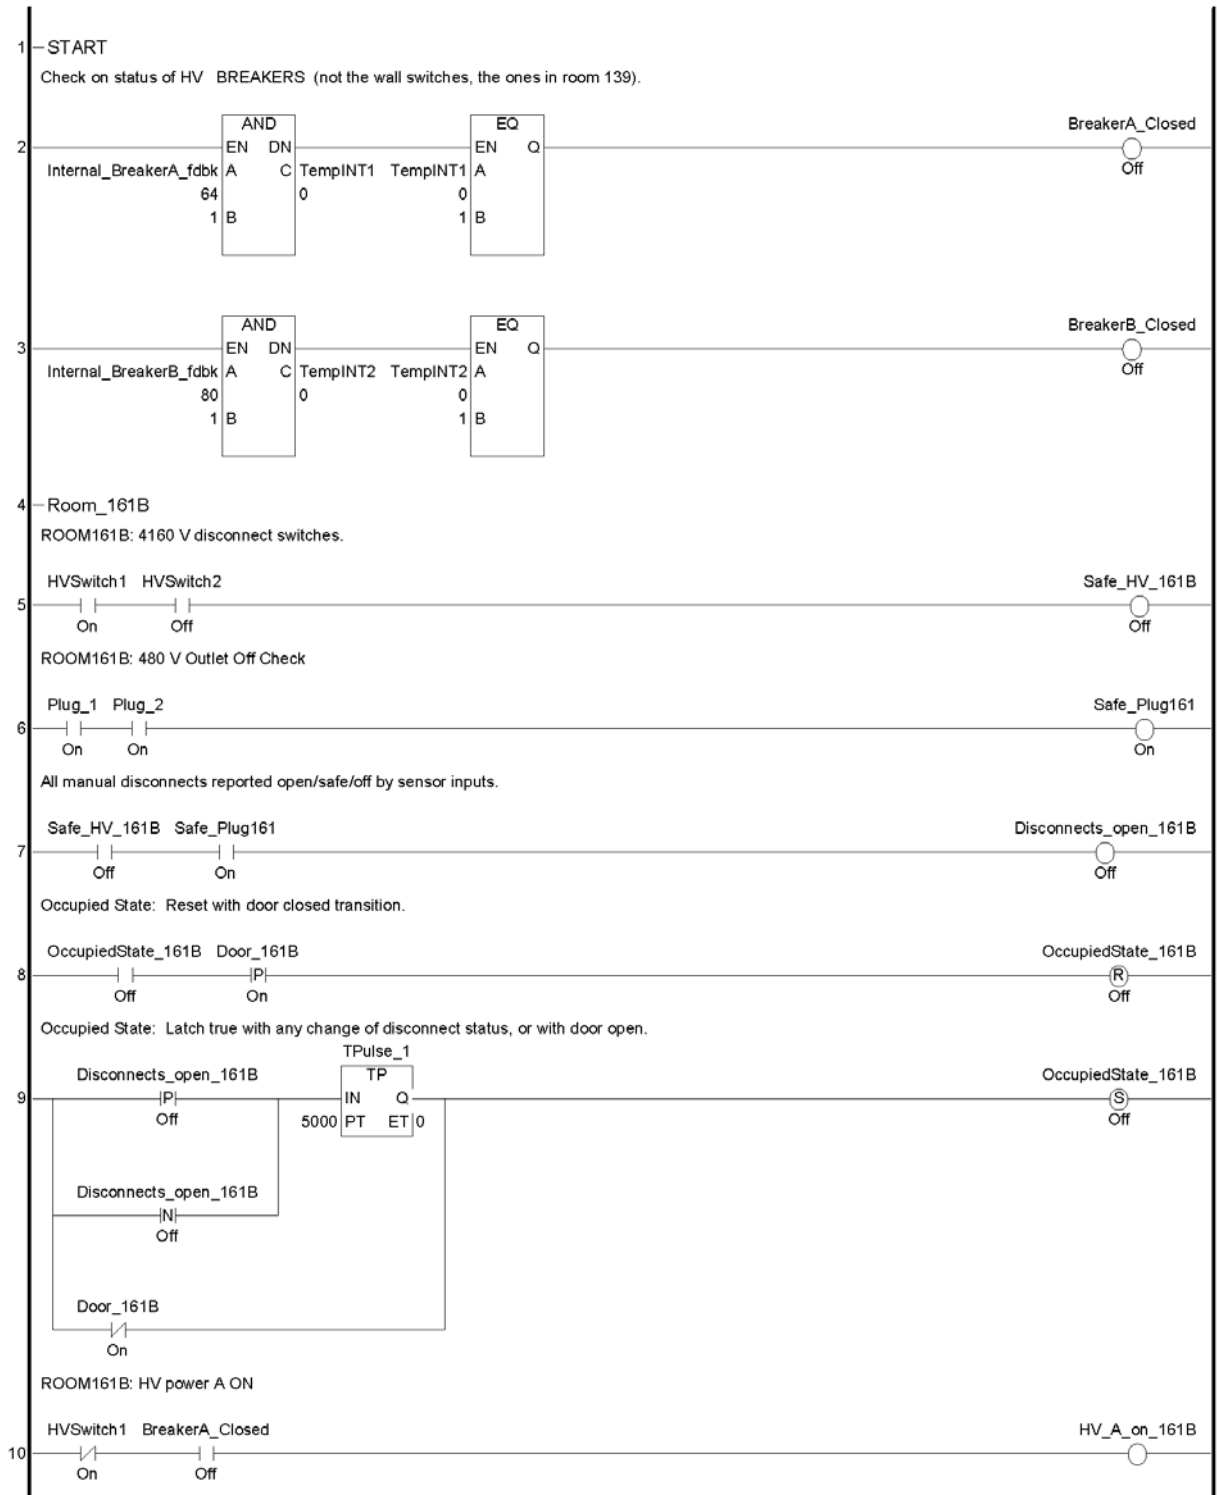 1 START
Check on status of HV BREAKERS (not the wall switches, the ones in room 139).
AND EQ BreakerA_Closed
2 EN DN EN Q
Off
Internal_BreakerA_fdbk A C TempINT1 TempINT1 A
64 0 0
1 B 1 B
AND EQ BreakerB_Closed
3 EN DN EN Q
Off
Internal_BreakerB_fdbk A C TempINT2 TempINT2 A
80 0 0
1 B 1 B
4 Room_161B
ROOM161B: 4160 V disconnect switches.
HVSwitch1 HVSwitch2 Safe_HV_161B
5
On Off Off
ROOM161B: 480 V Outlet Off Check
Plug_1 Plug_2 Safe_Plug161
6
On On On
All manual disconnects reported open/safe/off by sensor inputs.
Safe_HV_161B Safe_Plug161 Disconnects_open_161B
7
Off On Off
Occupied State: Reset with door closed transition.
OccupiedState_161B Door_161B OccupiedState_161B
8 P R
Off On Off
Occupied State: Latch true with any change of disconnect status, or with door open.
TPulse_1
Disconnects_open_161B TP OccupiedState_161B
9 P IN Q S
Off 5000 PT ET 0 Off
Disconnects_open_161B
N
Off
Door_161B
On
ROOM161B: HV power A ON
HVSwitch1 BreakerA_Closed HV_A_on_161B
10
On Off